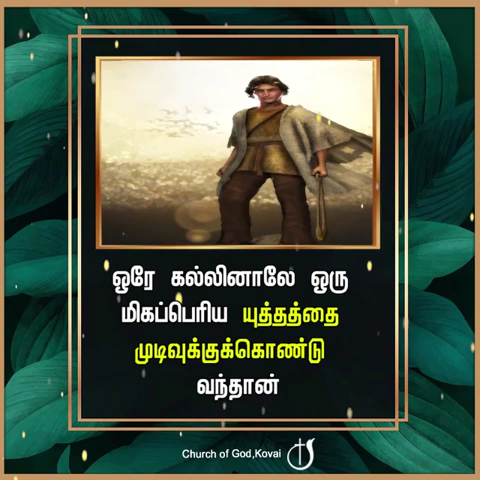 ஒரே கல்லினாலே ஒரு
மிகப்பெரிய யுத்தத்தை
முடிவுக்குக்கொண்டு
வந்தான்
Church of God,Kovai